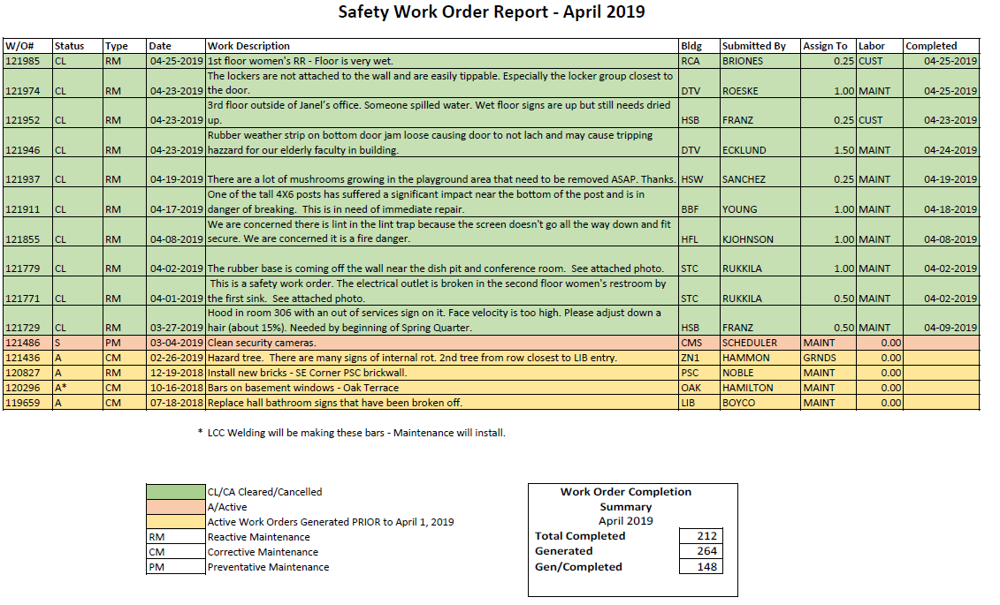 Safety Work Order Report - April 2019
W/O# Status Type Date Work Description Bldg Submitted By Assign To Labor Completed
121985 CL RM 04-25-2019 1st floor women's RR - Floor is very wet. RCA BRIONES 0.25 CUST 04-25-2019
The lockers are not attached to the wall and are easily tippable. Especially the locker group closest to
121974 CL RM 04-23-2019 the door. DTV ROESKE 1.00 MAINT 04-25-2019
3rd floor outside of Janel's office. Someone spilled water. Wet floor signs are up but still needs dried
121952 CL RM 04-23-2019 up. HSB FRANZ 0.25 CUST 04-23-2019
Rubber weather strip on bottom door jam loose causing door to not lach and may cause tripping
121946 CL RM 04-23-2019 hazzard for our elderly faculty in building. DTV ECKLUND 1.50 MAINT 04-24-2019
121937 CL RM 04-19-2019 There are a lot of mushrooms growing in the playground area that need to be removed ASAP. Thanks. HSW SANCHEZ 0.25 MAINT 04-19-2019
One of the tall 4X6 posts has suffered a significant impact near the bottom of the post and is in
121911 CL RM 04-17-2019 danger of breaking. This is in need of immediate repair. BBF YOUNG 1.00 MAINT 04-18-2019
We are concerned there is lint in the lint trap because the screen doesn't go all the way down and fit
121855 CL RM 04-08-2019 secure. We are concerned it is a fire danger. HFL KJOHNSON 1.00 MAINT 04-08-2019
121779 CL RM 04-02-2019 The rubber base is coming off the wall near the dish pit and conference room. See attached photo. STC RUKKILA 1.00 MAINT 04-02-2019
This is a safety work order. The electrical outlet is broken in the second floor women's restroom by
121771 CL RM 04-01-2019 the first sink. See attached photo. STC RUKKILA 0.50 MAINT 04-02-2019
Hood in room 306 with an out of services sign on it. Face velocity is too high. Please adjust down a
121729 CL RM 03-27-2019 hair (about 15%). Needed by beginning of Spring Quarter. HSB FRANZ 0.50 MAINT 04-09-2019
121486 S PM 03-04-2019 Clean security cameras. CMS SCHEDULER MAINT 0.00
121436 A CM 02-26-2019 Hazard tree. There are many signs of internal rot. 2nd tree from row closest to LIB entry. ZN1 HAMMON GRNDS 0.00
120827 A RM 12-19-2018 Install new bricks - SE Corner PSC brickwall. PSC NOBLE MAINT 0.00
120296 A* CM 10-16-2018 Bars on basement windows - Oak Terrace OAK HAMILTON MAINT 0.00
119659 A CM 07-18-2018 Replace hall bathroom signs that have been broken off. LIB BOYCO MAINT 0.00
* LCC Welding will be making these bars - Maintenance will install.
CL/CA Cleared/Cancelled
A/Active
Active Work Orders Generated PRIOR to April 1, 2019
RM Reactive Maintenance
CM Corrective Maintenance
PM Preventative Maintenance
Work Order Completion
Summary
April 2019
Total Completed 212
Generated 264
Gen/Completed 148